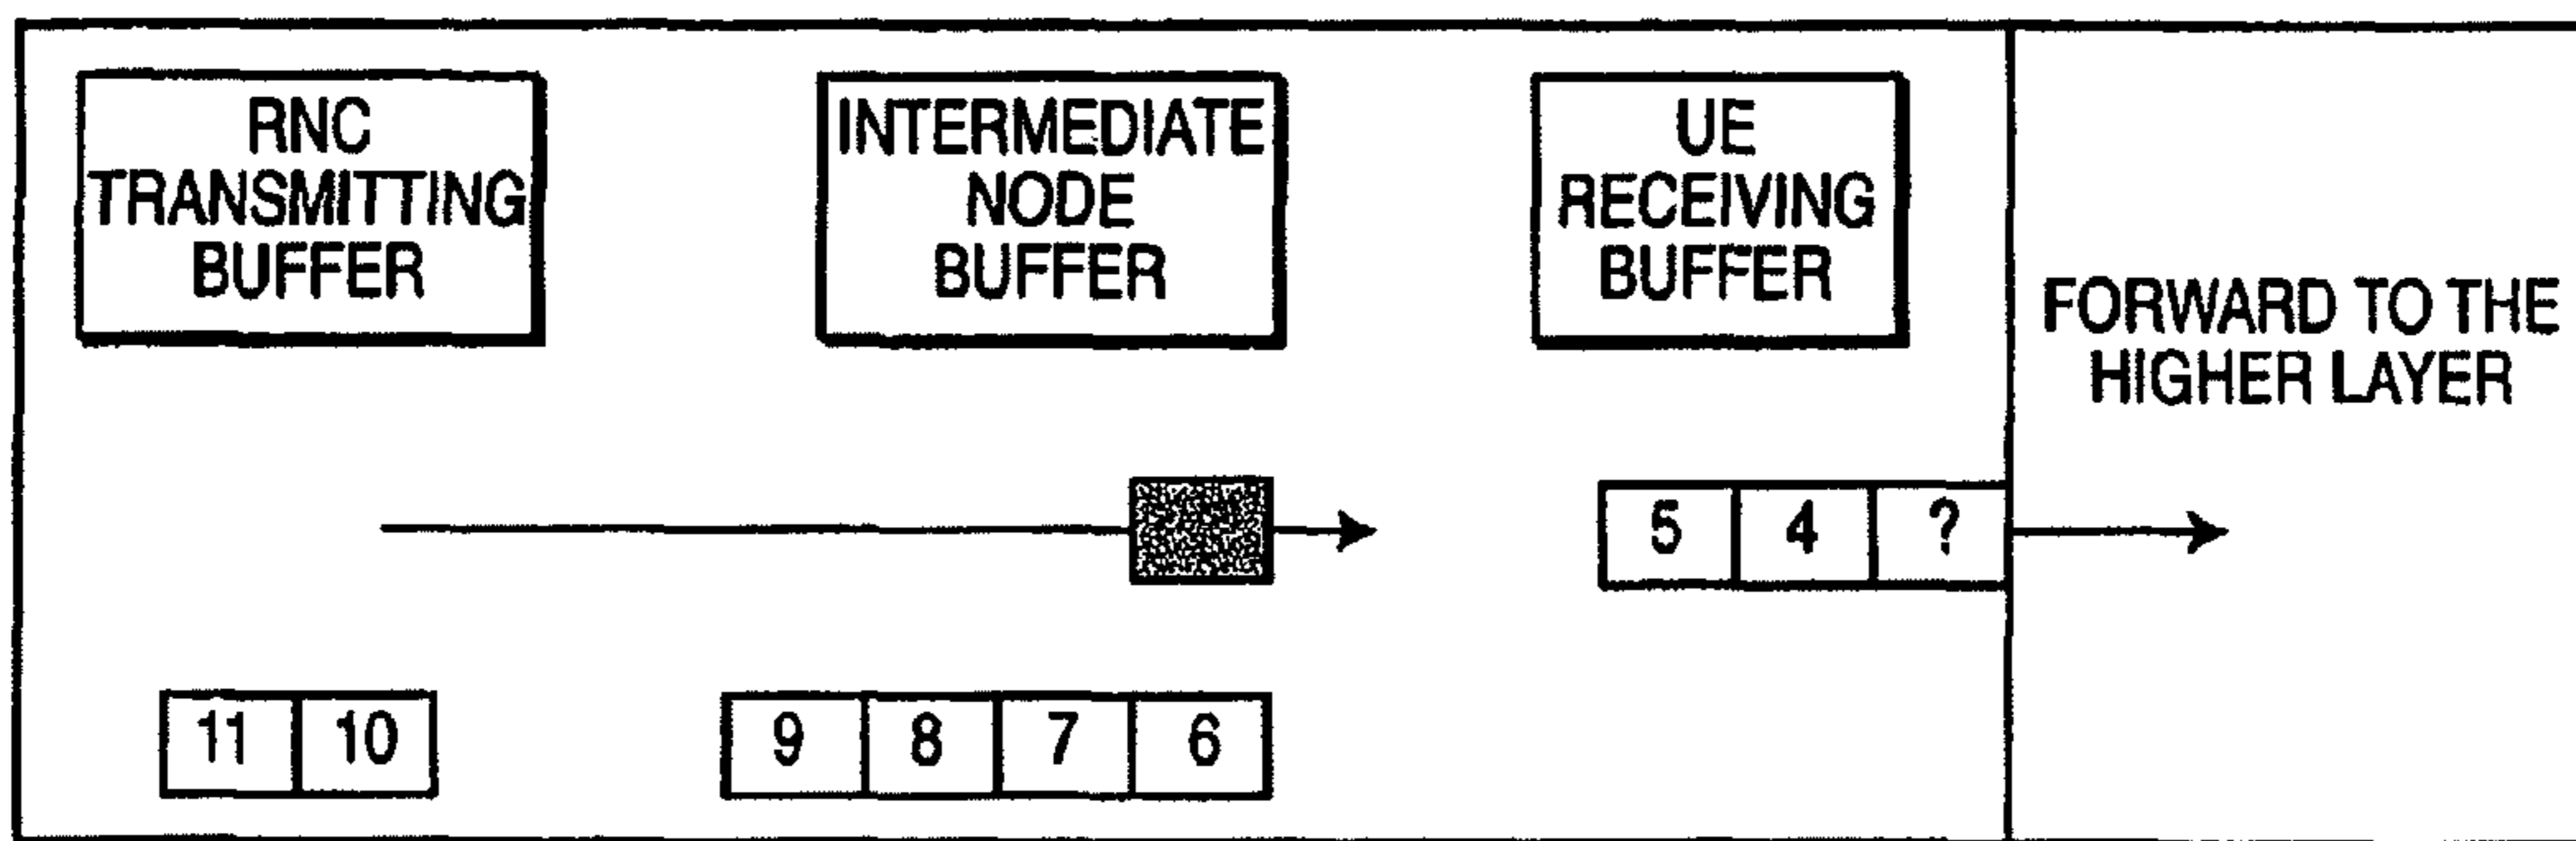 RNC
TRANSMITTING
BUFFER
INTERMEDIATE
NODE
BUFFER
UE
RECEIVING
BUFFER
FORWARD TO THE
HIGHER LAYER
5 4 ?
11 10
9 8 7 6